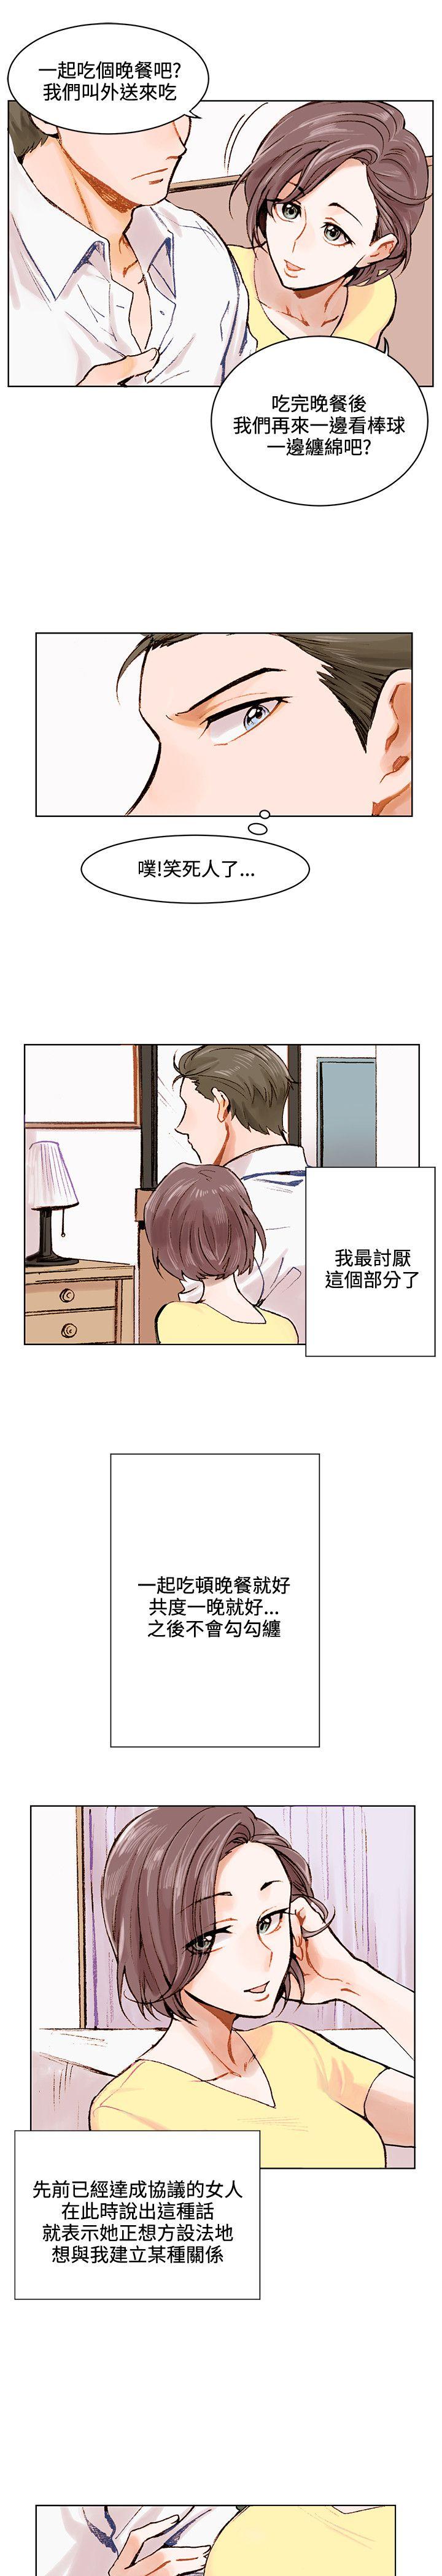 一起吃個晚餐吧?
我們叫外送來吃
吃完晚餐後
我們再來一邊看棒球
一邊纏綿吧?
噗!笑死人了...
我最討厭
這個部分了
一起吃頓晚餐就好
共度一晚就好...
之後不會勾勾纏
先前已經達成協議的女人
在此時說出這種話
就表示她正想方設法地
想與我建立某種關係